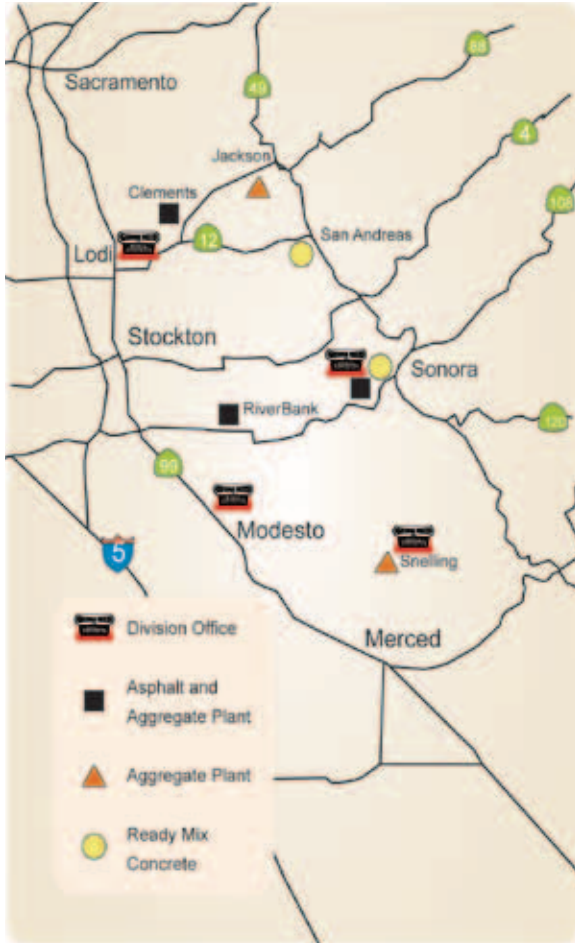 88
Sacramento
49
4
Jackson
Clements
108
San Andreas
12
Lodi
Stockton
Sonora
RiverBank
120
99
Modesto
5
Snelling
Division Office
Merced
Asphalt and
Aggregate Plant
Aggregate Plant
Ready Mix
Concrete